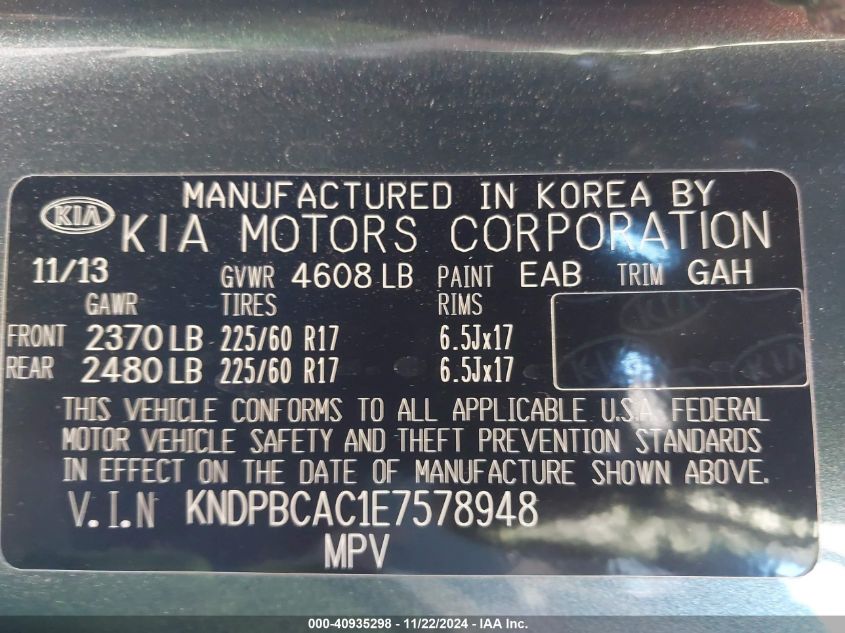 MANUFACTURED IN KOREA BY
KIA KIA MOTORS CORPORATION
11/13 GVWR 4608 LB PAINT EAB TRIM GAH
GAWR TIRES RIMS
FRONT 2370 LB 225/60 R17 6.5Jx17
REAR 2480 LB 225/60 R17 6.5Jx17
THIS VEHICLE CONFORMS TO ALL APPLICABLE U.S.A. FEDERAL
MOTOR VEHICLE SAFETY AND THEFT PREVENTION STANDARDS
IN EFFECT ON THE DATE OF MANUFACTURE SHOWN ABOVE.
V.I.N KNDPBCAC1E7578948
MPV
000-40935298 - 11/22/2024 - IAA Inc.